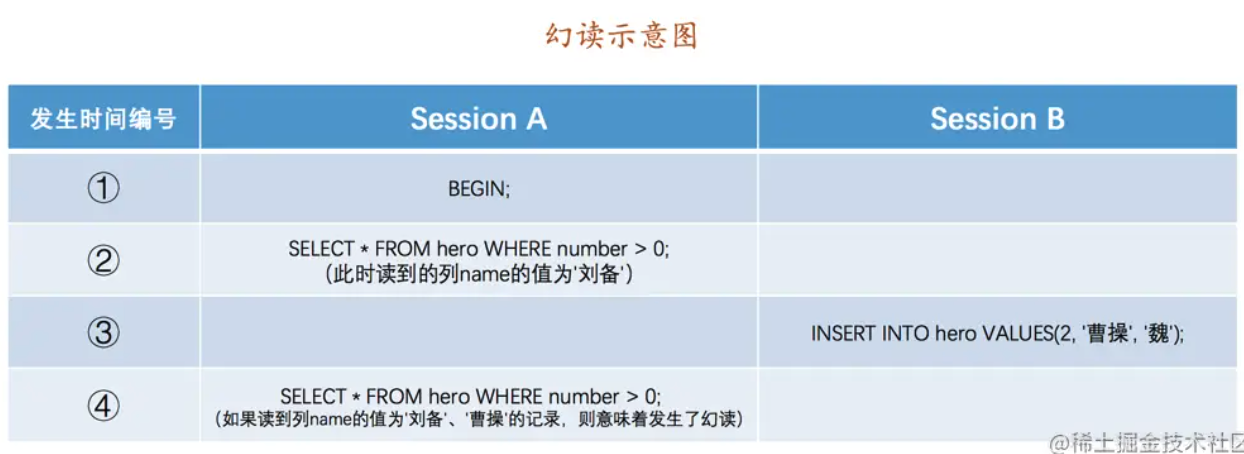 幻读示意图
发生时间编号 Session A Session B
① BEGIN;
② SELECT * FROM hero WHERE number > 0;
(此时读到的列name的值为'刘备')
③ INSERT INTO hero VALUES(2, '曹操', '魏');
④ SELECT * FROM hero WHERE number > 0;
(如果读到列name的值为'刘备'、'曹操'的记录，则意味着发生了幻读)
@稀土掘金技术社区